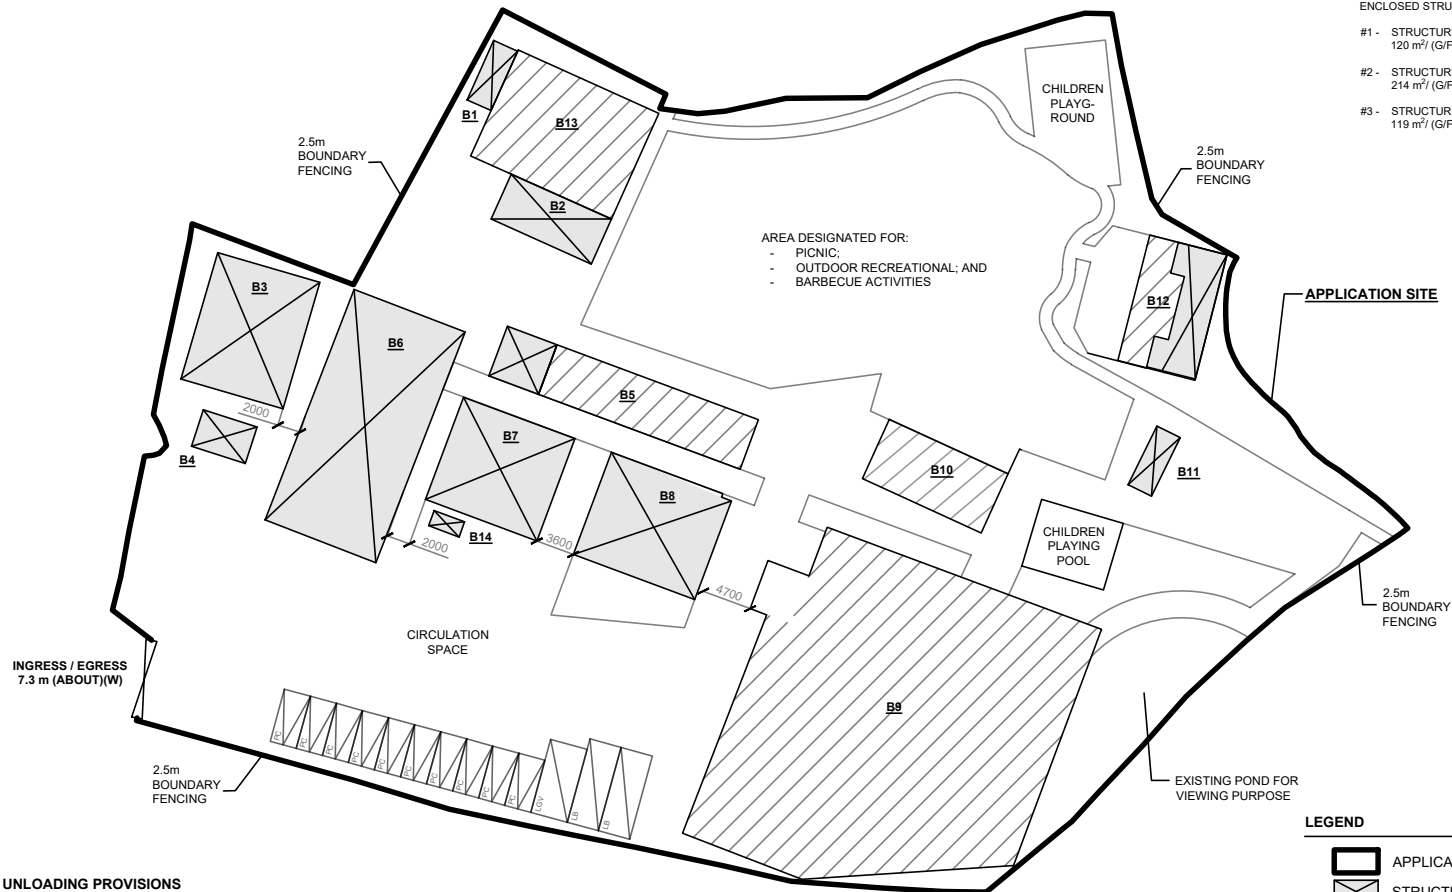 ENCLOSED STRU
#1 - STRUCTUR
120 m²/ (G/F
#2 - STRUCTUR
214 m²/ (G/F
#3 - STRUCTUR
119 m²/ (G/F
CHILDREN
PLAYG-
ROUND
B1
B13
2.5m
BOUNDARY
FENCING
2.5m
BOUNDARY
FENCING
B2
AREA DESIGNATED FOR:
- PICNIC;
- OUTDOOR RECREATIONAL; AND
- BARBECUE ACTIVITIES
B3
B12
APPLICATION SITE
B6
B5
2000
B4
B7
B10
B11
B8
B14
2000
3600
CHILDREN
PLAYING
POOL
4700
2.5m
BOUNDARY
FENCING
CIRCULATION
SPACE
INGRESS / EGRESS
7.3 m (ABOUT)(W)
B9
PC
PC
PC
PC
PC
PC
PC
PC
PC
PC
LGV
LB
LB
2.5m
BOUNDARY
FENCING
EXISTING POND FOR
VIEWING PURPOSE
LEGEND
APPLICA
STRUCT
UNLOADING PROVISIONS